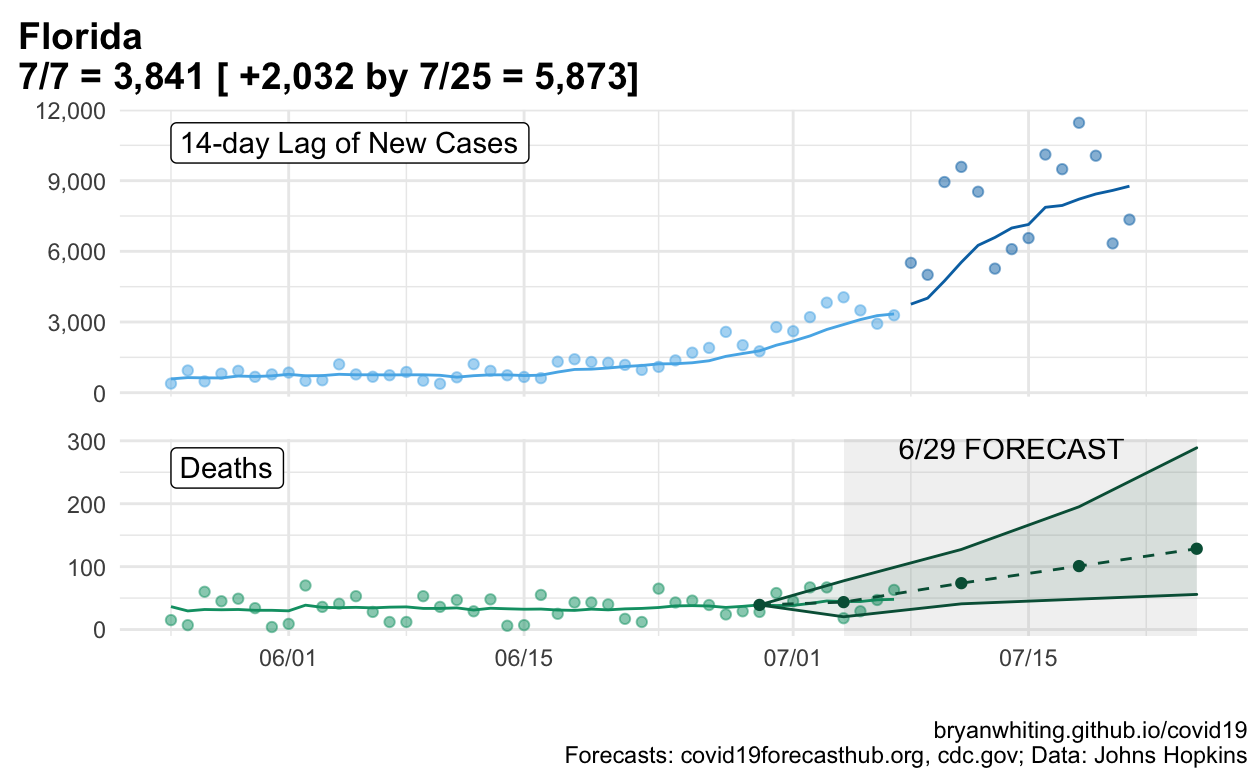 Florida
7/7 = 3,841 [ +2,032 by 7/25 = 5,873]
12,000
14-day Lag of New Cases
9,000
6,000
3,000
0
300
6/29 FORECAST
Deaths
200
100
0
06/01 06/15 07/01 07/15
bryanwhiting.github.io/covid19
Forecasts: covid19forecasthub.org, cdc.gov; Data: Johns Hopkins